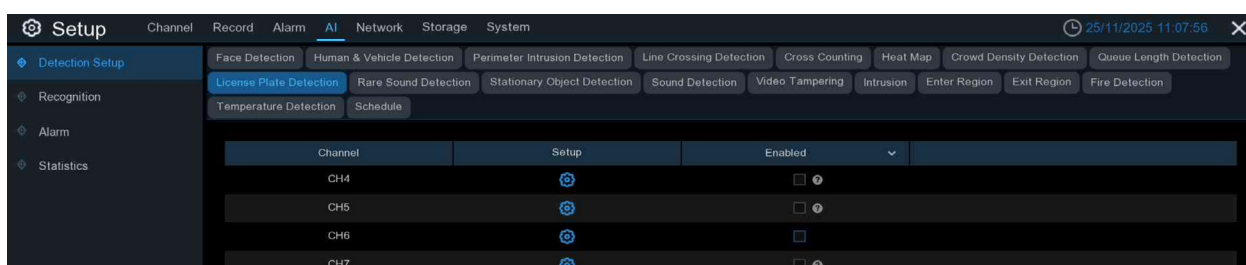 Setup Channel Record Alarm AI Network Storage System 25/11/2025 11:07:56
Detection Setup
Recognition
Alarm
Statistics
Face Detection Human & Vehicle Detection Perimeter Intrusion Detection Line Crossing Detection Cross Counting Heat Map Crowd Density Detection Queue Length Detection
License Plate Detection Rare Sound Detection Stationary Object Detection Sound Detection Video Tampering Intrusion Enter Region Exit Region Fire Detection
Temperature Detection Schedule
Channel Setup Enabled
CH4
CH5
CH6
CH7